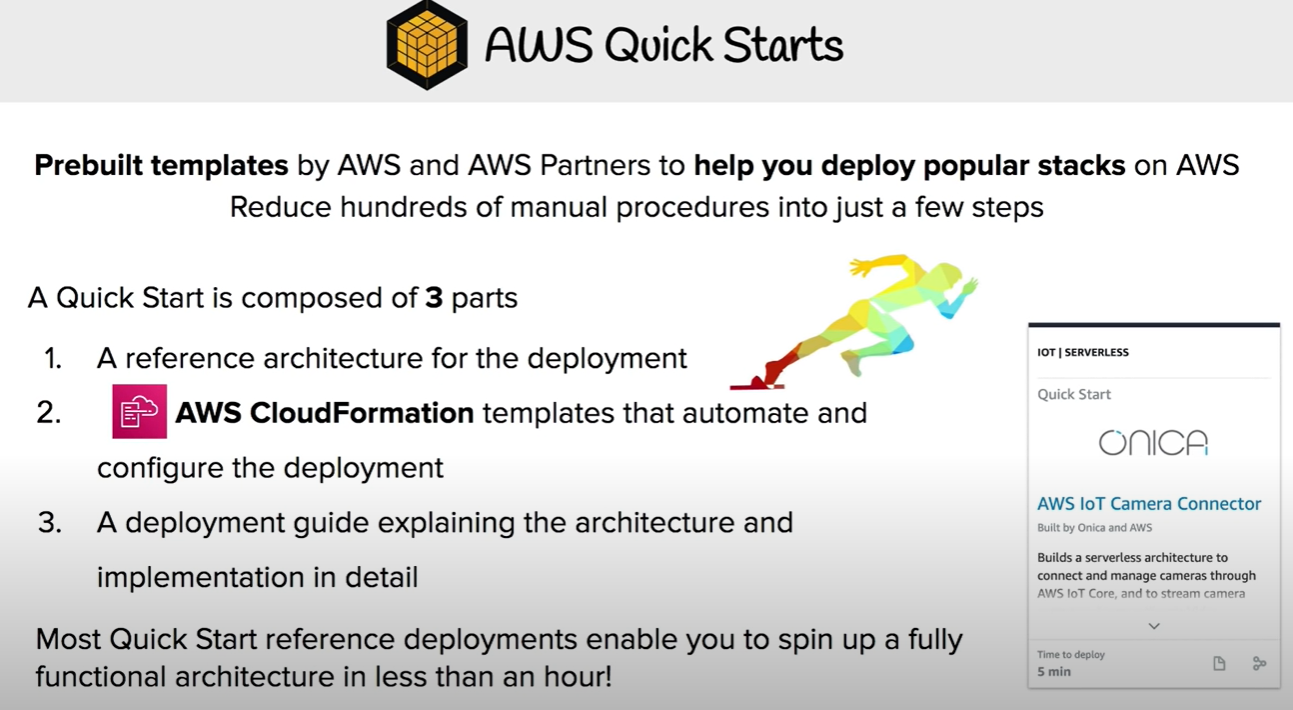 AWS Quick Starts
Prebuilt templates by AWS and AWS Partners to help you deploy popular stacks on AWS
Reduce hundreds of manual procedures into just a few steps
A Quick Start is composed of 3 parts
1. A reference architecture for the deployment
2. AWS CloudFormation templates that automate and
configure the deployment
3. A deployment guide explaining the architecture and
implementation in detail
Most Quick Start reference deployments enable you to spin up a fully
functional architecture in less than an hour!
IOT | SERVERLESS
Quick Start
ONICA
AWS IoT Camera Connector
Built by Onica and AWS
Builds a serverless architecture to
connect and manage cameras through
AWS IoT Core, and to stream camera
Time to deploy
5 min